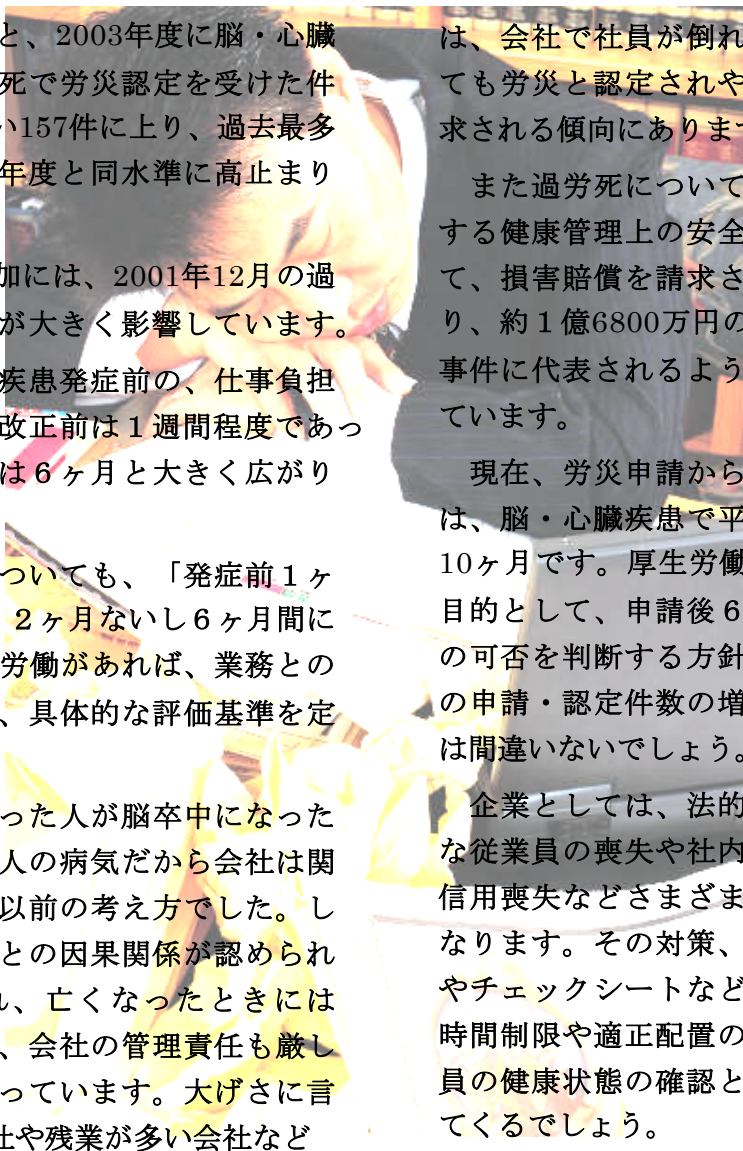 と、2003年度に脳・心臓
死で労災認定を受けた件
157件に上り、過去最多
年度と同水準に高止まり
加には、2001年12月の過
が大きく影響しています。
疾患発症前の、仕事負担
改正前は１週間程度であっ
は６ヶ月と大きく広がり
ついても、「発症前１ヶ
２ヶ月ないし６ヶ月間に
労働があれば、業務との
、具体的な評価基準を定
った人が脳卒中になった
人の病気だから会社は関
以前の考え方でした。し
との因果関係が認められ
、亡くなったときには
、会社の管理責任も厳し
っています。大げさに言
社や残業が多い会社など
は、会社で社員が倒れ
ても労災と認定されや
求される傾向にありま
また過労死について
する健康管理上の安全
て、損害賠償を請求さ
り、約１億6800万円の
事件に代表されるよう
ています。
現在、労災申請から
は、脳・心臓疾患で平
10ヶ月です。厚生労働
目的として、申請後６
の可否を判断する方針
の申請・認定件数の増
は間違いないでしょう。
企業としては、法的
な従業員の喪失や社内
信用喪失などさまざま
なります。その対策、
やチェックシートなど
時間制限や適正配置の
員の健康状態の確認と
てくるでしょう。